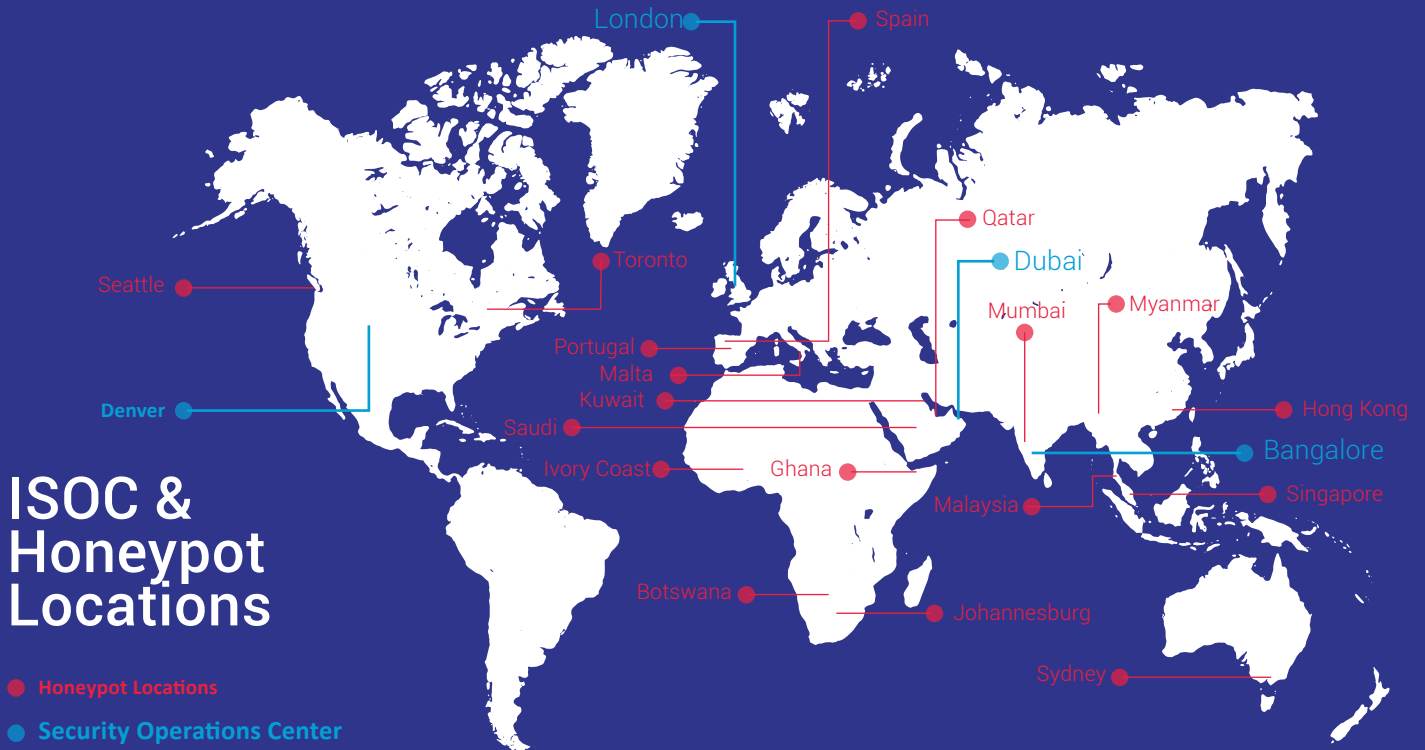 London
Spain
Qatar
Dubai
Toronto
Seattle
Mumbai
Myanmar
Portugal
Malta
Kuwait
Denver
Hong Kong
Saudi
Bangalore
Ivory Coast
Ghana
Malaysia
Singapore
ISOC &
Honeypot
Locations
Botswana
Johannesburg
Sydney
Honeypot Locations
Security Operations Center